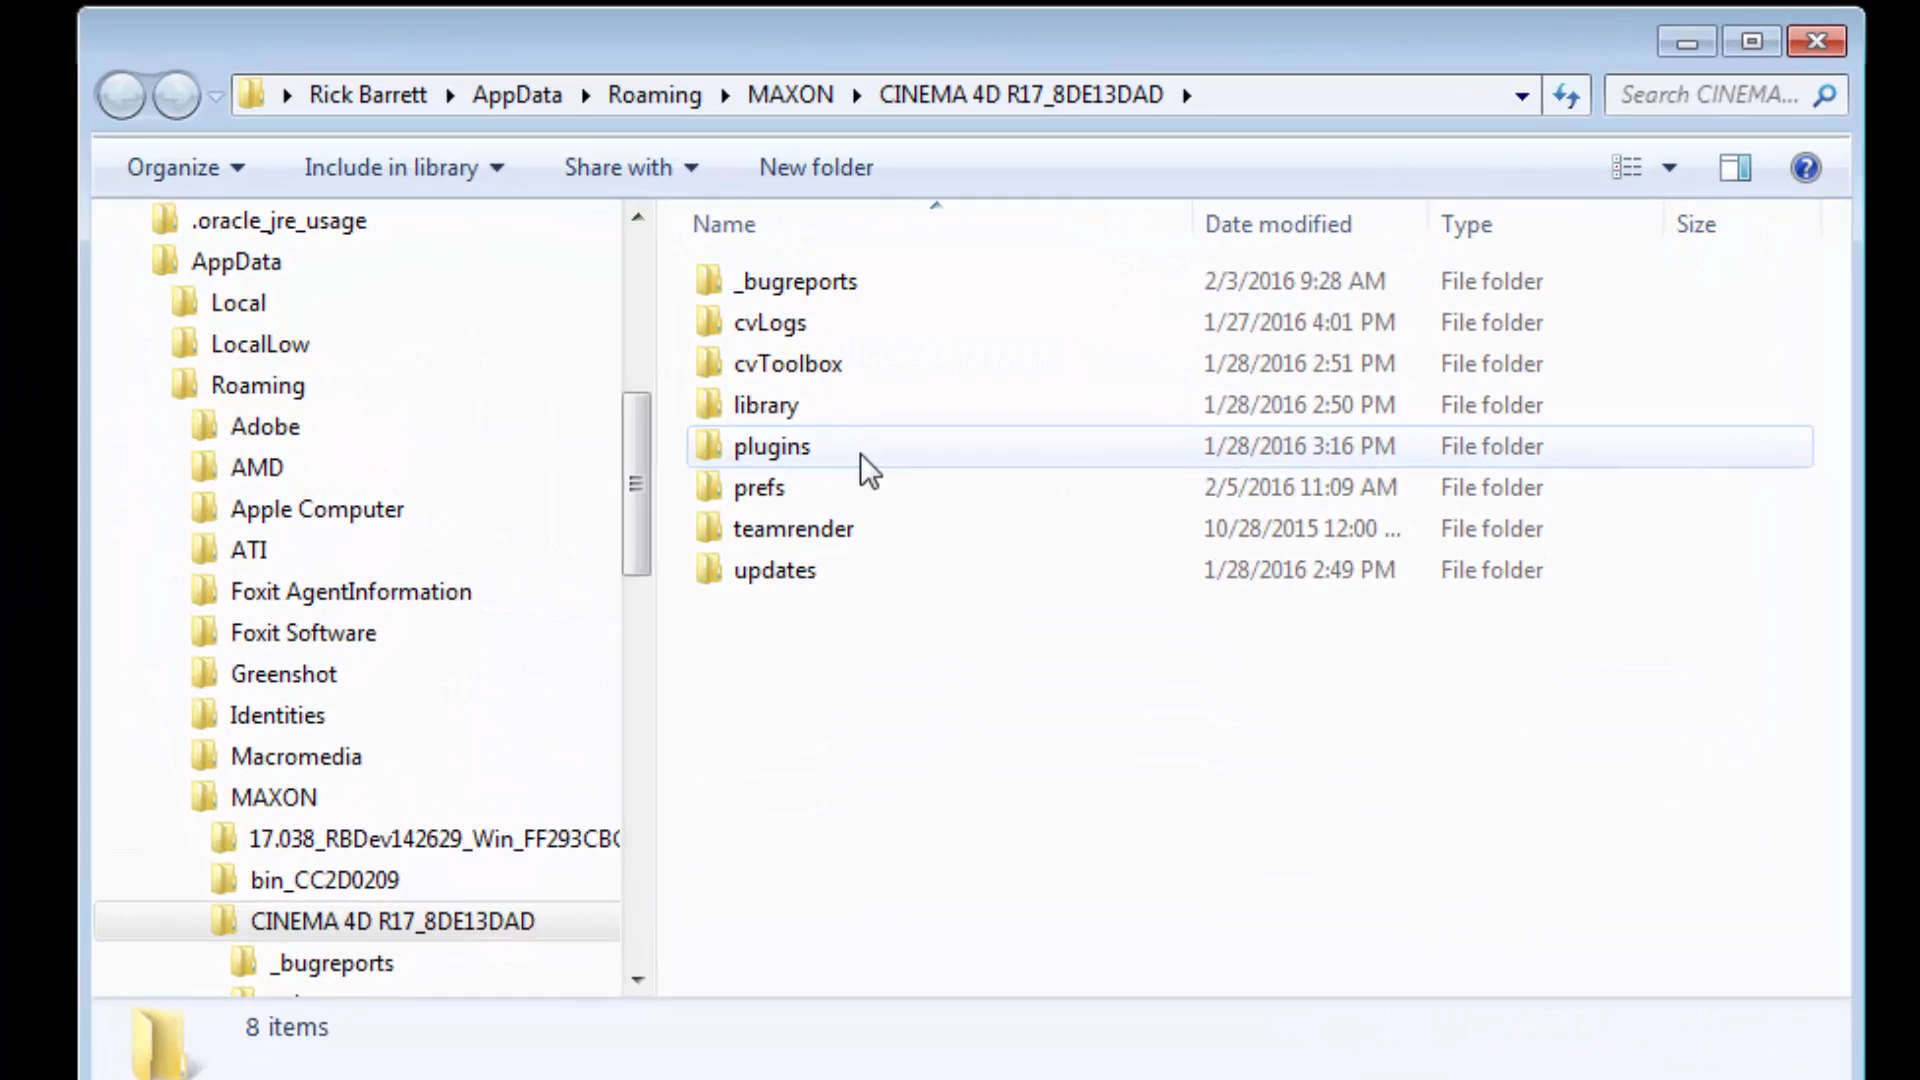 Rick Barrett AppData Roaming MAXON CINEMA 4D R17_8DE13DAD
Search CINEMA...
Organize Include in library Share with New folder
.oracle_jre_usage
AppData
Local
LocalLow
Roaming
Adobe
AMD
Apple Computer
ATI
Foxit AgentInformation
Foxit Software
Greenshot
Identities
Macromedia
MAXON
17.038_RBDev142629_Win_FF293CBC
bin_CC2D0209
CINEMA 4D R17_8DE13DAD
_bugreports
Name Date modified Type Size
_bugreports 2/3/2016 9:28 AM File folder
cvLogs 1/27/2016 4:01 PM File folder
cvToolbox 1/28/2016 2:51 PM File folder
library 1/28/2016 2:50 PM File folder
plugins 1/28/2016 3:16 PM File folder
prefs 2/5/2016 11:09 AM File folder
teamrender 10/28/2015 12:00 ... File folder
updates 1/28/2016 2:49 PM File folder
8 items